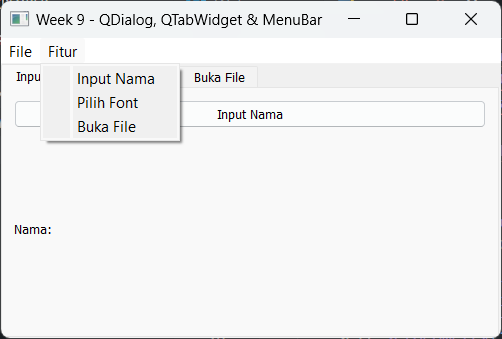 Week 9 - QDialog, QTabWidget & MenuBar
File Fitur
Inpu Buka File
Input Nama
Pilih Font
Buka File
Input Nama
Nama: